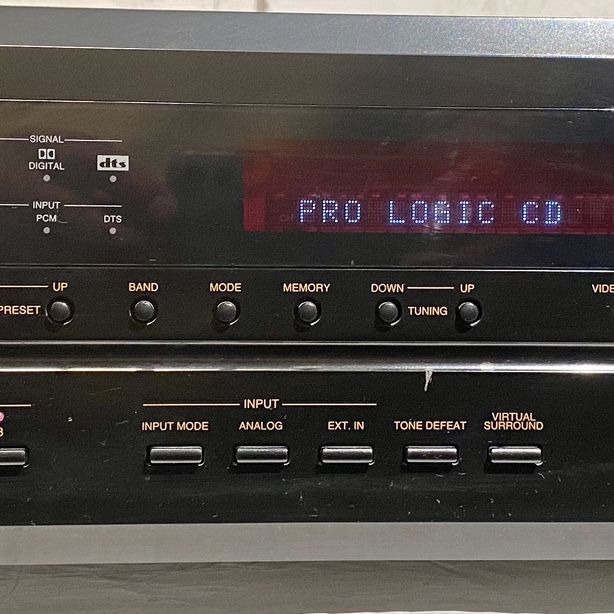 SIGNAL
DIGITAL
dts
INPUT
PCM DTS
PRO LOGIC CD
UP BAND MODE MEMORY DOWN UP
PRESET TUNING
VIDE
INPUT
B
INPUT MODE ANALOG EXT. IN TONE DEFEAT VIRTUAL
SURROUND